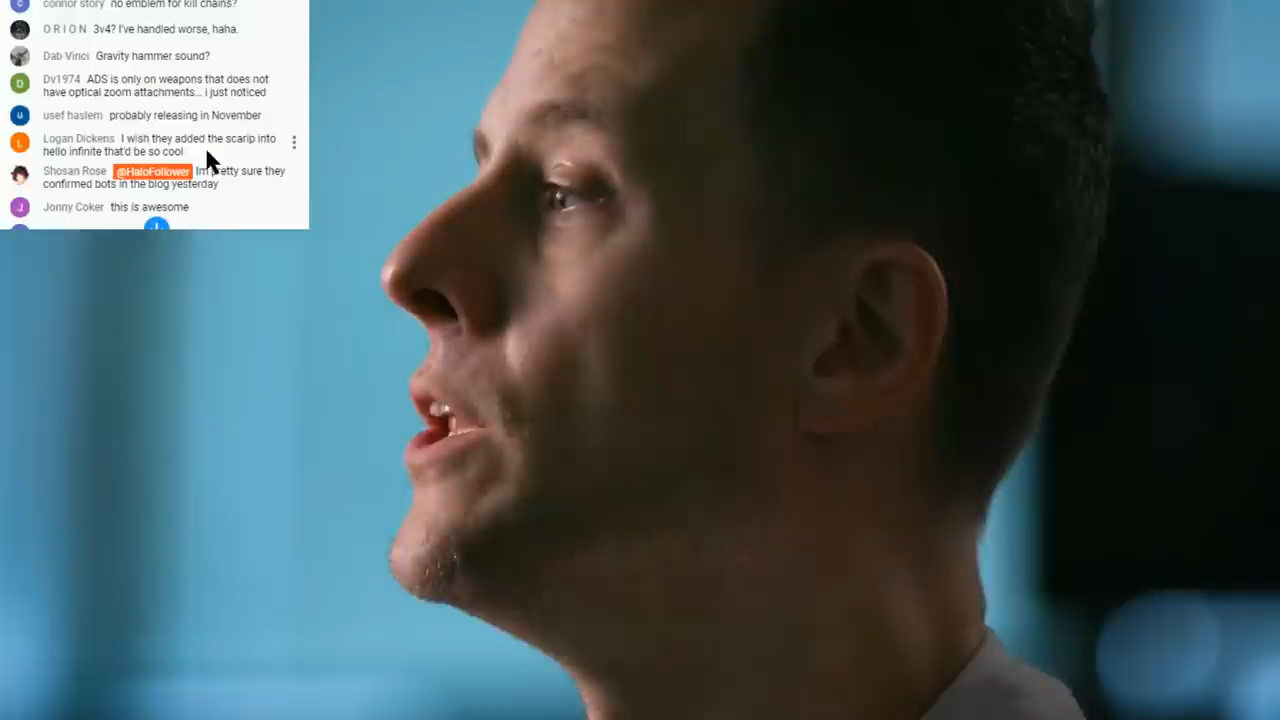 connor story no emblem for kill chains?
O R I O N 3v4? I've handled worse, haha.
Dab Vinci Gravity hammer sound?
D
Dv1974 ADS is only on weapons that does not
have optical zoom attachments... i just noticed
u
usef haslem probably releasing in November
L
Logan Dickens I wish they added the scarip into
hello infinite that'd be so cool
Shosan Rose @HaloFollower Im pretty sure they
confirmed bots in the blog yesterday
J
Jonny Coker this is awesome